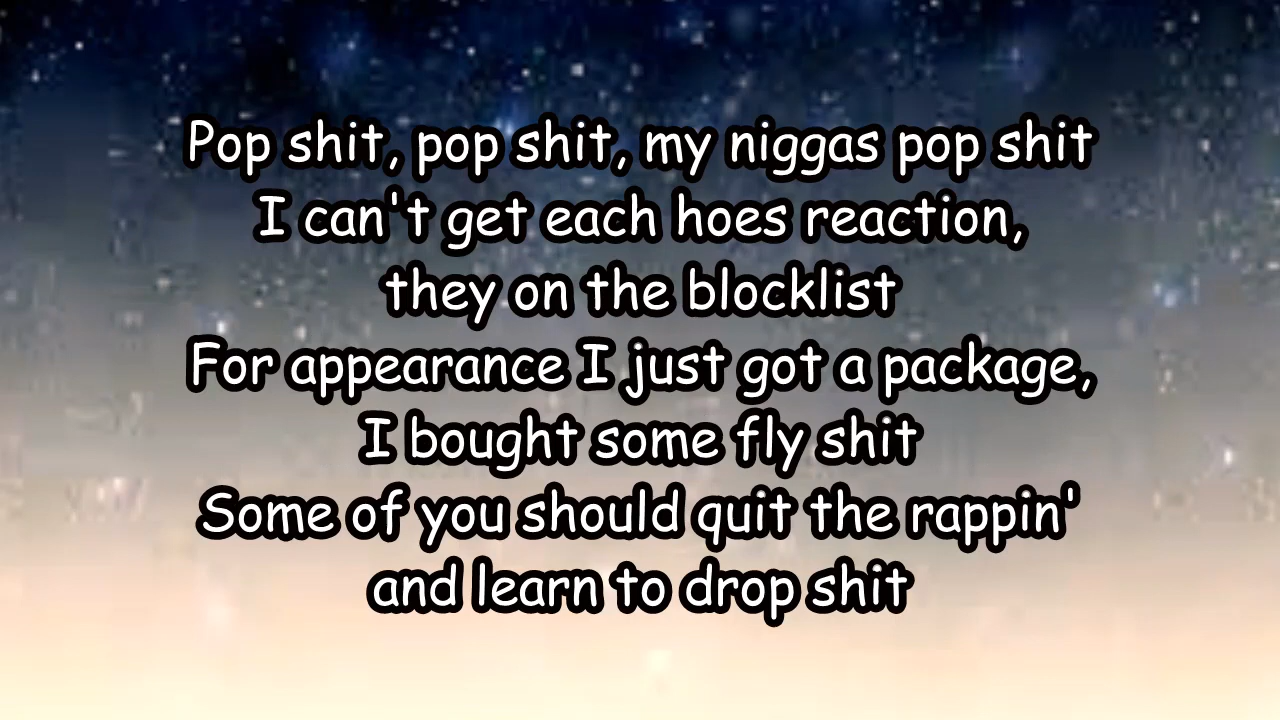 Pop shit, pop shit, my niggas pop shit
I can't get each hoes reaction,
they on the blocklist
For appearance I just got a package,
I bought some fly shit
Some of you should quit the rappin'
and learn to drop shit